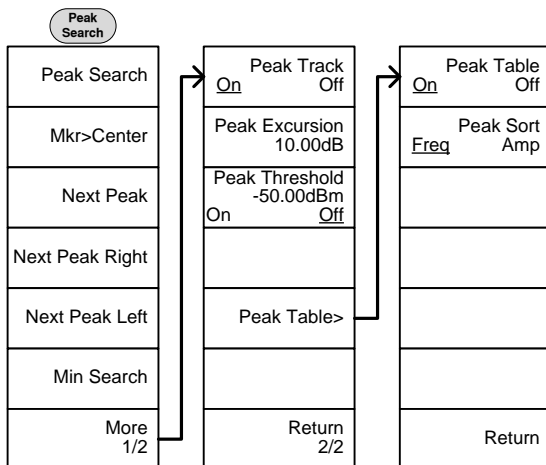 Peak
Search
Peak Search
Mkr>Center
Next Peak
Next Peak Right
Next Peak Left
Min Search
More
1/2
Peak Track
On Off
Peak Excursion
10.00dB
Peak Threshold
-50.00dBm
On Off
Peak Table>
Return
2/2
Peak Table
On Off
Peak Sort
Freq Amp
Return